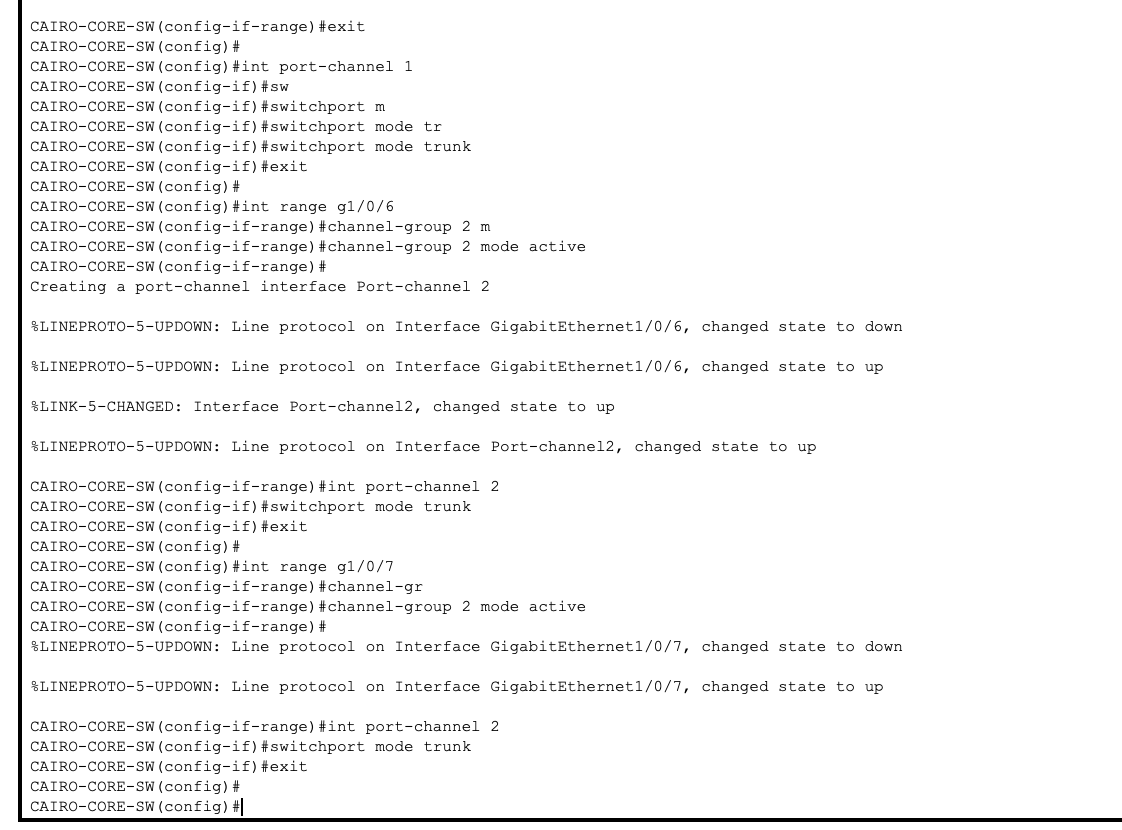 CAIRO-CORE-SW(config-if-range)#exit
CAIRO-CORE-SW(config)#
CAIRO-CORE-SW(config)#int port-channel 1
CAIRO-CORE-SW(config-if)#sw
CAIRO-CORE-SW(config-if)#switchport m
CAIRO-CORE-SW(config-if)#switchport mode tr
CAIRO-CORE-SW(config-if)#switchport mode trunk
CAIRO-CORE-SW(config-if)#exit
CAIRO-CORE-SW(config)#
CAIRO-CORE-SW(config)#int range g1/0/6
CAIRO-CORE-SW(config-if-range)#channel-group 2 m
CAIRO-CORE-SW(config-if-range)#channel-group 2 mode active
CAIRO-CORE-SW(config-if-range)#
Creating a port-channel interface Port-channel 2
%LINEPROTO-5-UPDOWN: Line protocol on Interface GigabitEthernet1/0/6, changed state to down
%LINEPROTO-5-UPDOWN: Line protocol on Interface GigabitEthernet1/0/6, changed state to up
%LINK-5-CHANGED: Interface Port-channel2, changed state to up
%LINEPROTO-5-UPDOWN: Line protocol on Interface Port-channel2, changed state to up
CAIRO-CORE-SW(config-if-range)#int port-channel 2
CAIRO-CORE-SW(config-if)#switchport mode trunk
CAIRO-CORE-SW(config-if)#exit
CAIRO-CORE-SW(config)#
CAIRO-CORE-SW(config)#int range g1/0/7
CAIRO-CORE-SW(config-if-range)#channel-gr
CAIRO-CORE-SW(config-if-range)#channel-group 2 mode active
CAIRO-CORE-SW(config-if-range)#
%LINEPROTO-5-UPDOWN: Line protocol on Interface GigabitEthernet1/0/7, changed state to down
%LINEPROTO-5-UPDOWN: Line protocol on Interface GigabitEthernet1/0/7, changed state to up
CAIRO-CORE-SW(config-if-range)#int port-channel 2
CAIRO-CORE-SW(config-if)#switchport mode trunk
CAIRO-CORE-SW(config-if)#exit
CAIRO-CORE-SW(config)#
CAIRO-CORE-SW(config)#